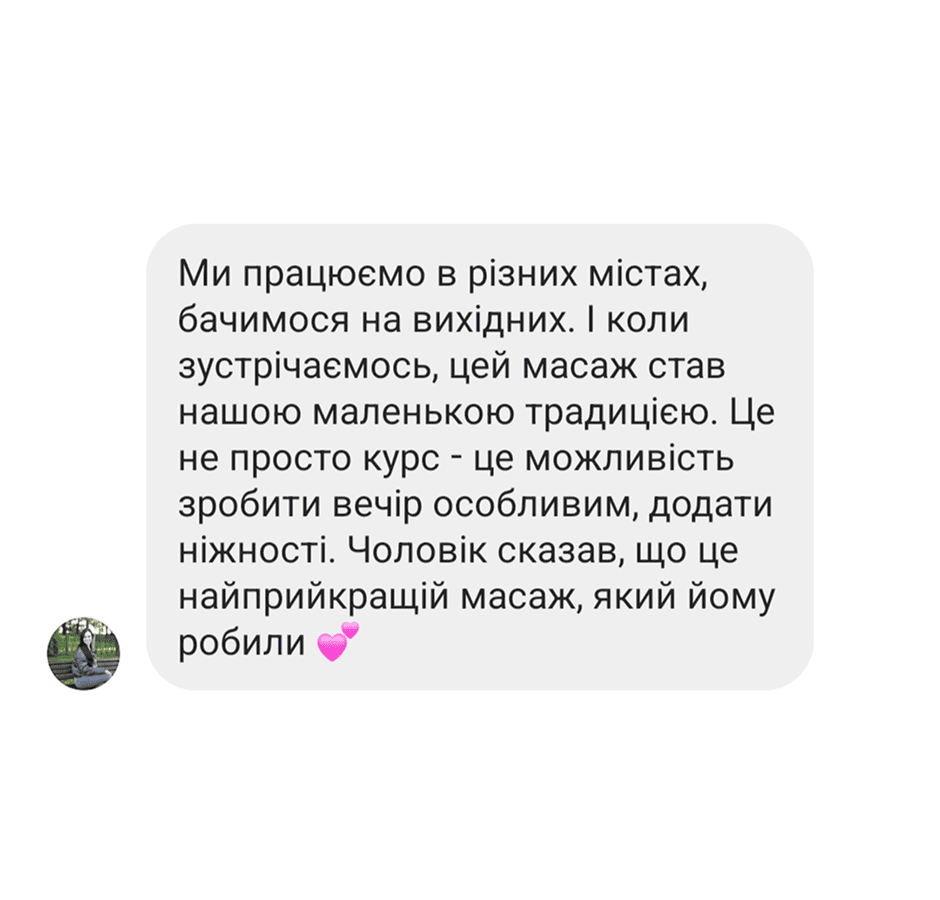 Ми працюємо в різних містах,
бачимося на вихідних. І коли
зустрічаємось, цей масаж став
нашою маленькою традицією. Це
не просто курс - це можливість
зробити вечір особливим, додати
ніжності. Чоловік сказав, що це
найприйкращій масаж, який йому
робили 💕